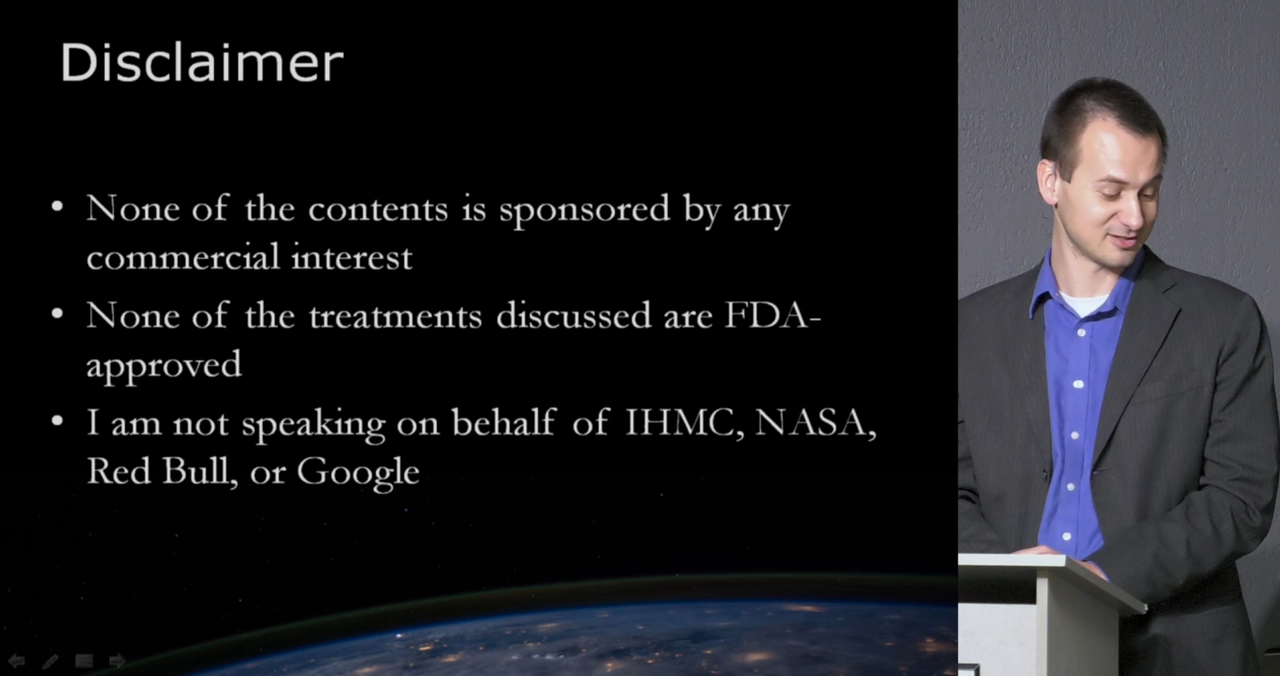 Disclaimer
• None of the contents is sponsored by any
commercial interest
• None of the treatments discussed are FDA-
approved
• I am not speaking on behalf of IHMC, NASA,
Red Bull, or Google